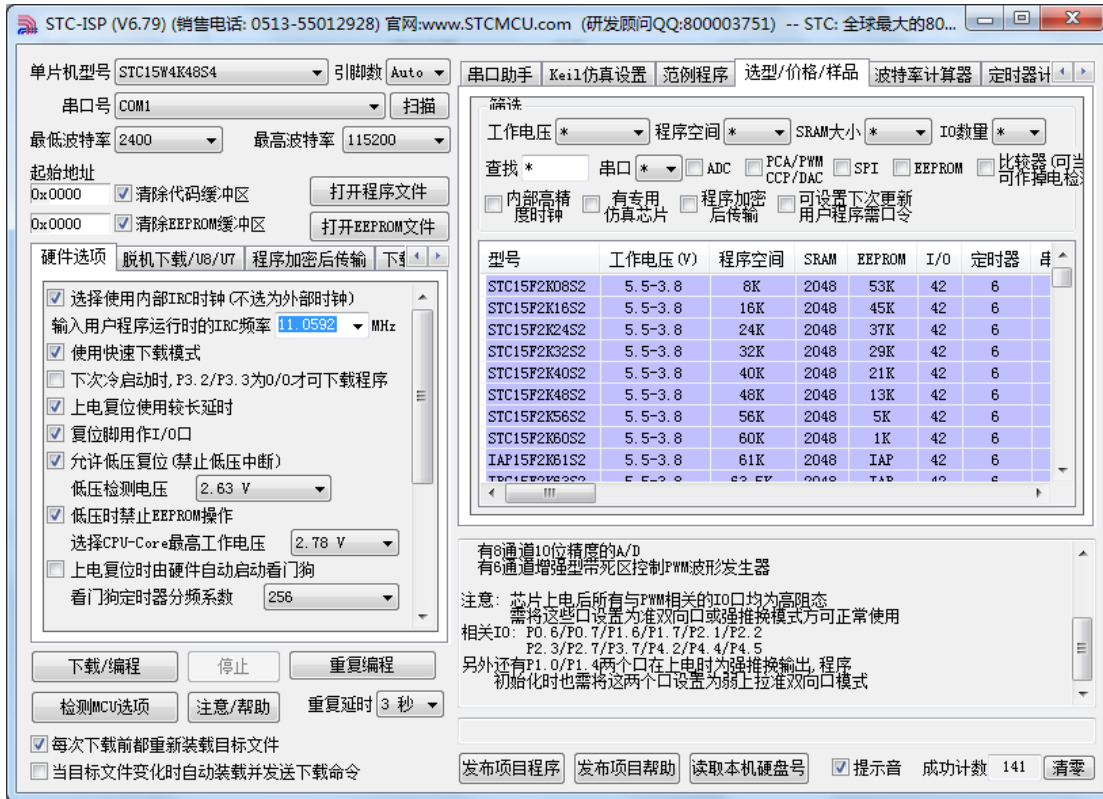 STC-ISP (V6.79) (销售电话: 0513-55012928) 官网:www.STCMCU.com (研发顾问QQ:800003751) -- STC: 全球最大的80...
单片机型号 STC15W4K48S4 引脚数 Auto
串口号 COM1 扫描
最低波特率 2400 最高波特率 115200
起始地址
0x0000 清除代码缓冲区 打开程序文件
0x0000 清除EEPROM缓冲区 打开EEPROM文件
硬件选项 脱机下载/U8/U7 程序加密后传输
选择使用内部IRC时钟(不选为外部时钟)
输入用户程序运行时的IRC频率 11.0592 MHz
使用快速下载模式
下次冷启动时,P3.2/P3.3为0/0才可下载程序
上电复位使用较长延时
复位脚用作I/O口
允许低压复位(禁止低压中断)
低压检测电压 2.63 V
低压时禁止EEPROM操作
选择CPU-Core最高工作电压 2.78 V
上电复位时由硬件自动启动看门狗
看门狗定时器分频系数 256
下载/编程 停止 重复编程
检测MCU选项 注意/帮助 重复延时 3 秒
每次下载前都重新装载目标文件
当目标文件变化时自动装载并发送下载命令
串口助手 Keil仿真设置 范例程序 选型/价格/样品 波特率计算器 定时器计
筛选
工作电压 * 程序空间 * SRAM大小 * IO数量 *
查找 * 串口 * ADC PCA/PWM CCP/DAC SPI EEPROM 比较器(可当 可作掉电检
内部高精度时钟 有专用仿真芯片 程序加密后传输 可设置下次更新用户程序需口令
型号 工作电压(V) 程序空间 SRAM EEPROM I/O 定时器
STC15F2K08S2 5.5-3.8 8K 2048 53K 42 6
STC15F2K16S2 5.5-3.8 16K 2048 45K 42 6
STC15F2K24S2 5.5-3.8 24K 2048 37K 42 6
STC15F2K32S2 5.5-3.8 32K 2048 29K 42 6
STC15F2K40S2 5.5-3.8 40K 2048 21K 42 6
STC15F2K48S2 5.5-3.8 48K 2048 13K 42 6
STC15F2K56S2 5.5-3.8 56K 2048 5K 42 6
STC15F2K60S2 5.5-3.8 60K 2048 1K 42 6
IAP15F2K61S2 5.5-3.8 61K 2048 IAP 42 6
有8通道10位精度的A/D
有6通道增强型带死区控制PWM波形发生器
注意: 芯片上电后所有与PWM相关的IO口均为高阻态
需将这些口设置为准双向口或强推挽模式方可正常使用
相关IO: P0.6/P0.7/P1.6/P1.7/P2.1/P2.2
P2.3/P2.7/P3.7/P4.2/P4.4/P4.5
另外还有P1.0/P1.4两个口在上电时为强推挽输出,程序
初始化时也需将这两个口设置为弱上拉准双向口模式
发布项目程序 发布项目帮助 读取本机硬盘号 提示音 成功计数 141 清零